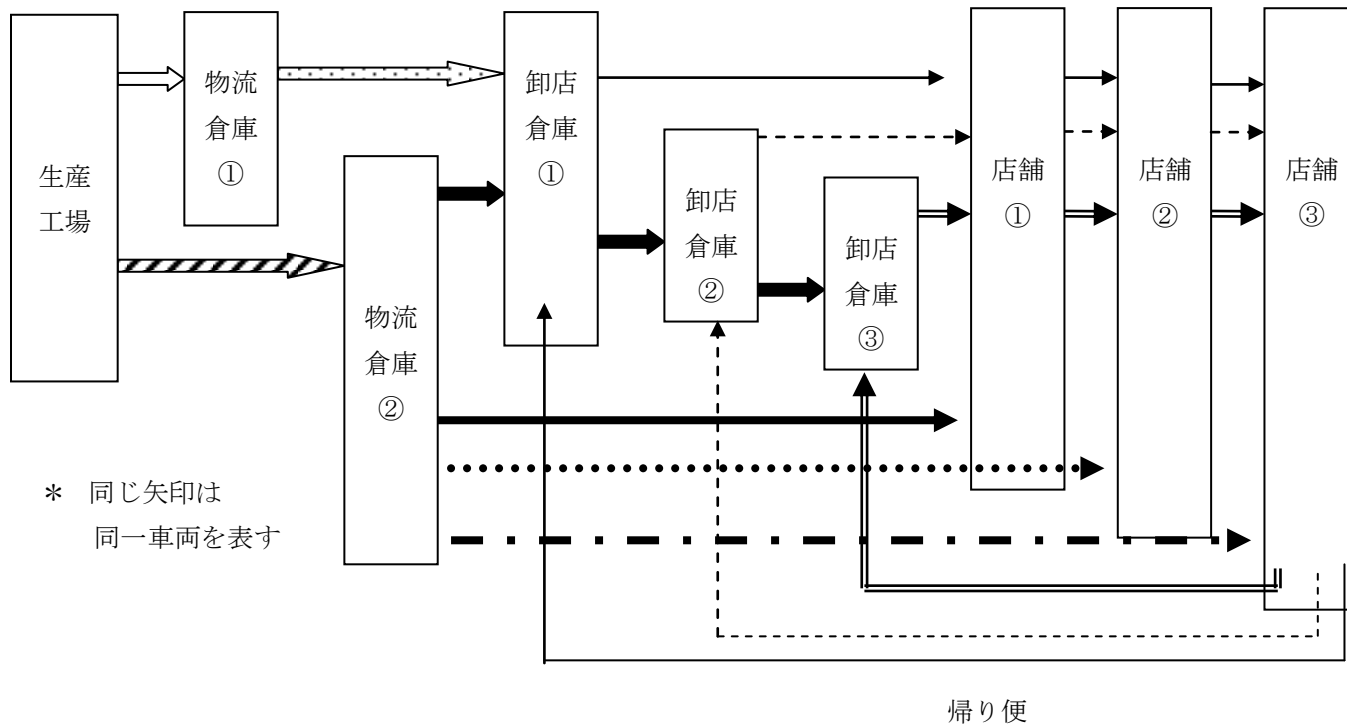 生産
工場
物流
倉庫
①
物流
倉庫
②
卸店
倉庫
①
卸店
倉庫
②
卸店
倉庫
③
店舗
①
店舗
②
店舗
③
＊　同じ矢印は
同一車両を表す
帰り便